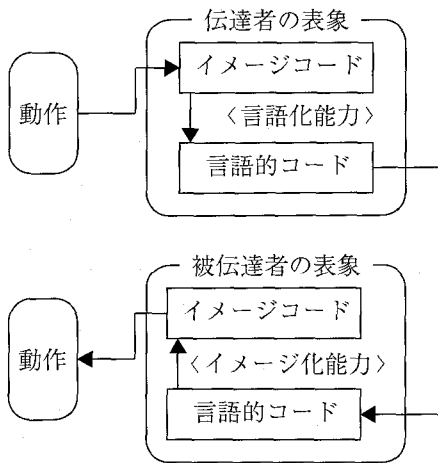 伝達者の表象
イメージコード
動作
〈言語化能力〉
言語的コード
被伝達者の表象
イメージコード
動作
〈イメージ化能力〉
言語的コード